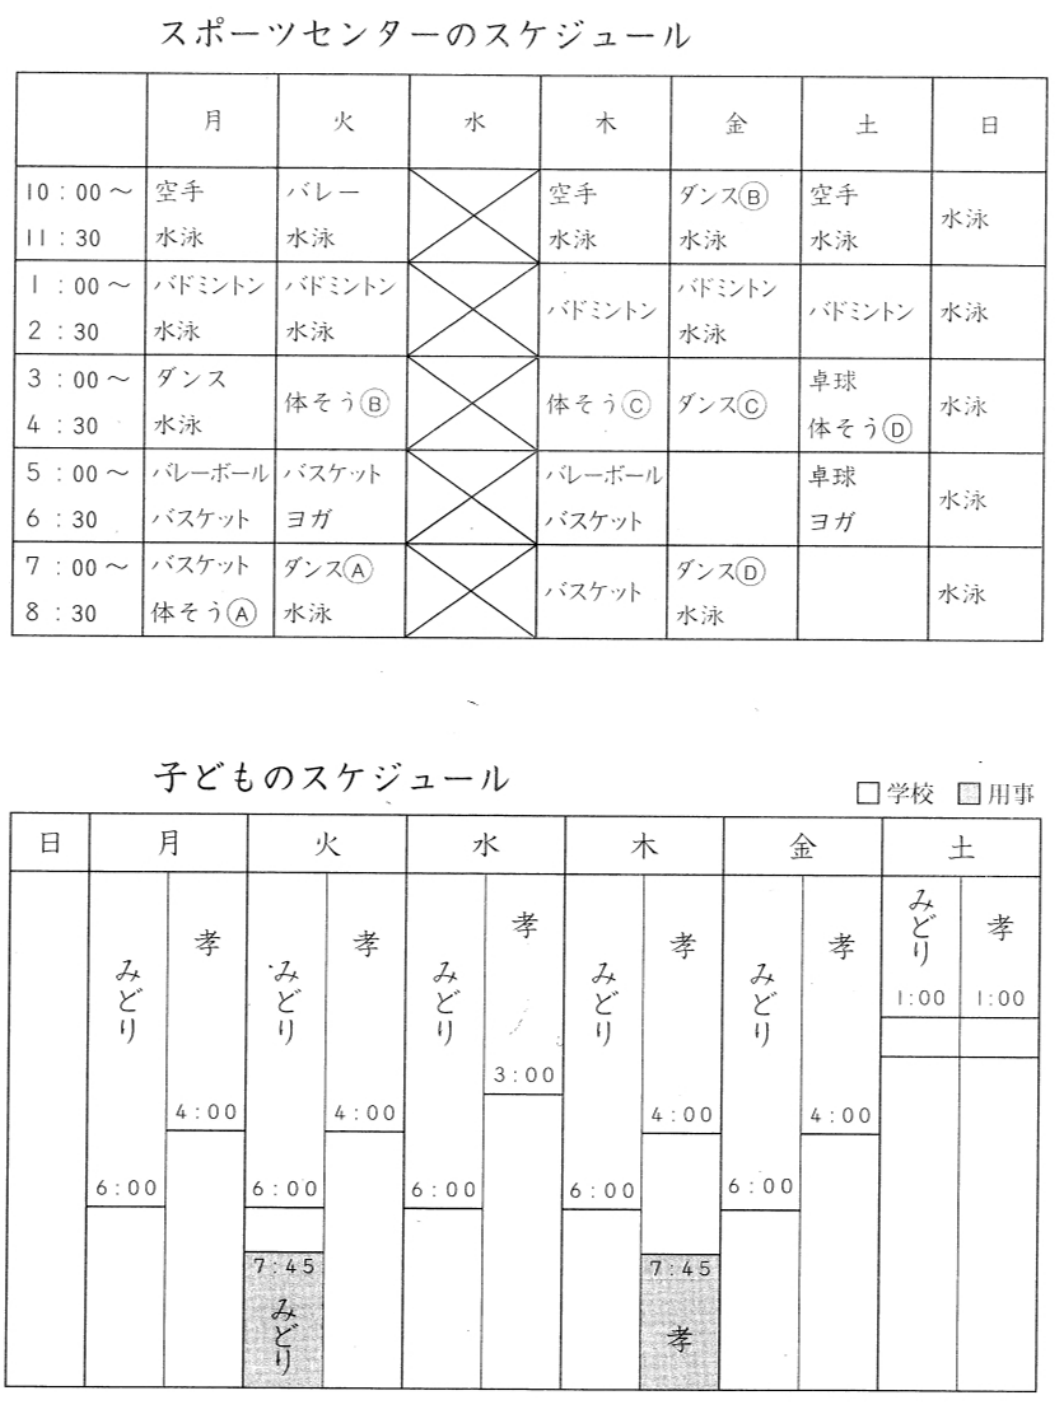 スポーツセンターのスケジュール
月 火 水 木 金 土 日
10:00〜 空手 バレー 空手 ダンスⒷ 空手 水泳
11:30 水泳 水泳 水泳 水泳 水泳
1:00〜 バドミントン バドミントン バドミントン バドミントン バドミントン 水泳
2:30 水泳 水泳 水泳
3:00〜 ダンス 体そうⒷ 体そうⒸ ダンスⒸ 卓球 水泳
4:30 水泳 体そうⒹ
5:00〜 バレーボール バスケット バレーボール 卓球 水泳
6:30 バスケット ヨガ バスケット ヨガ
7:00〜 バスケット ダンスⒶ バスケット ダンスⒹ 水泳
8:30 体そうⒶ 水泳 水泳
子どものスケジュール
□学校 用事
日 月 火 水 木 金 土
みどり 孝 みどり 孝 みどり 孝 みどり 孝 みどり 孝 みどり 孝
1:00 1:00
3:00
4:00 4:00 4:00 4:00
6:00 6:00 6:00 6:00 6:00
7:45 7:45
みどり 孝